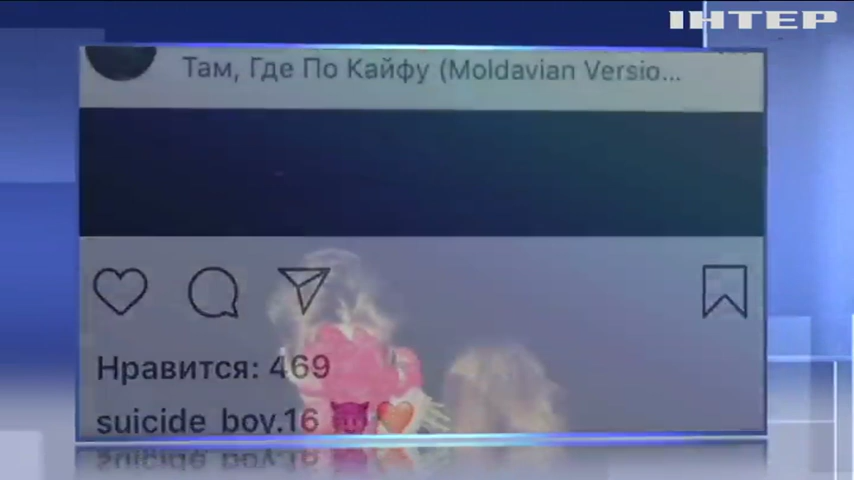 ІНТЕР
Там, Где По Кайфу (Moldavian Versio...
Нравится: 469
suicide_boy.16 😈 🧡